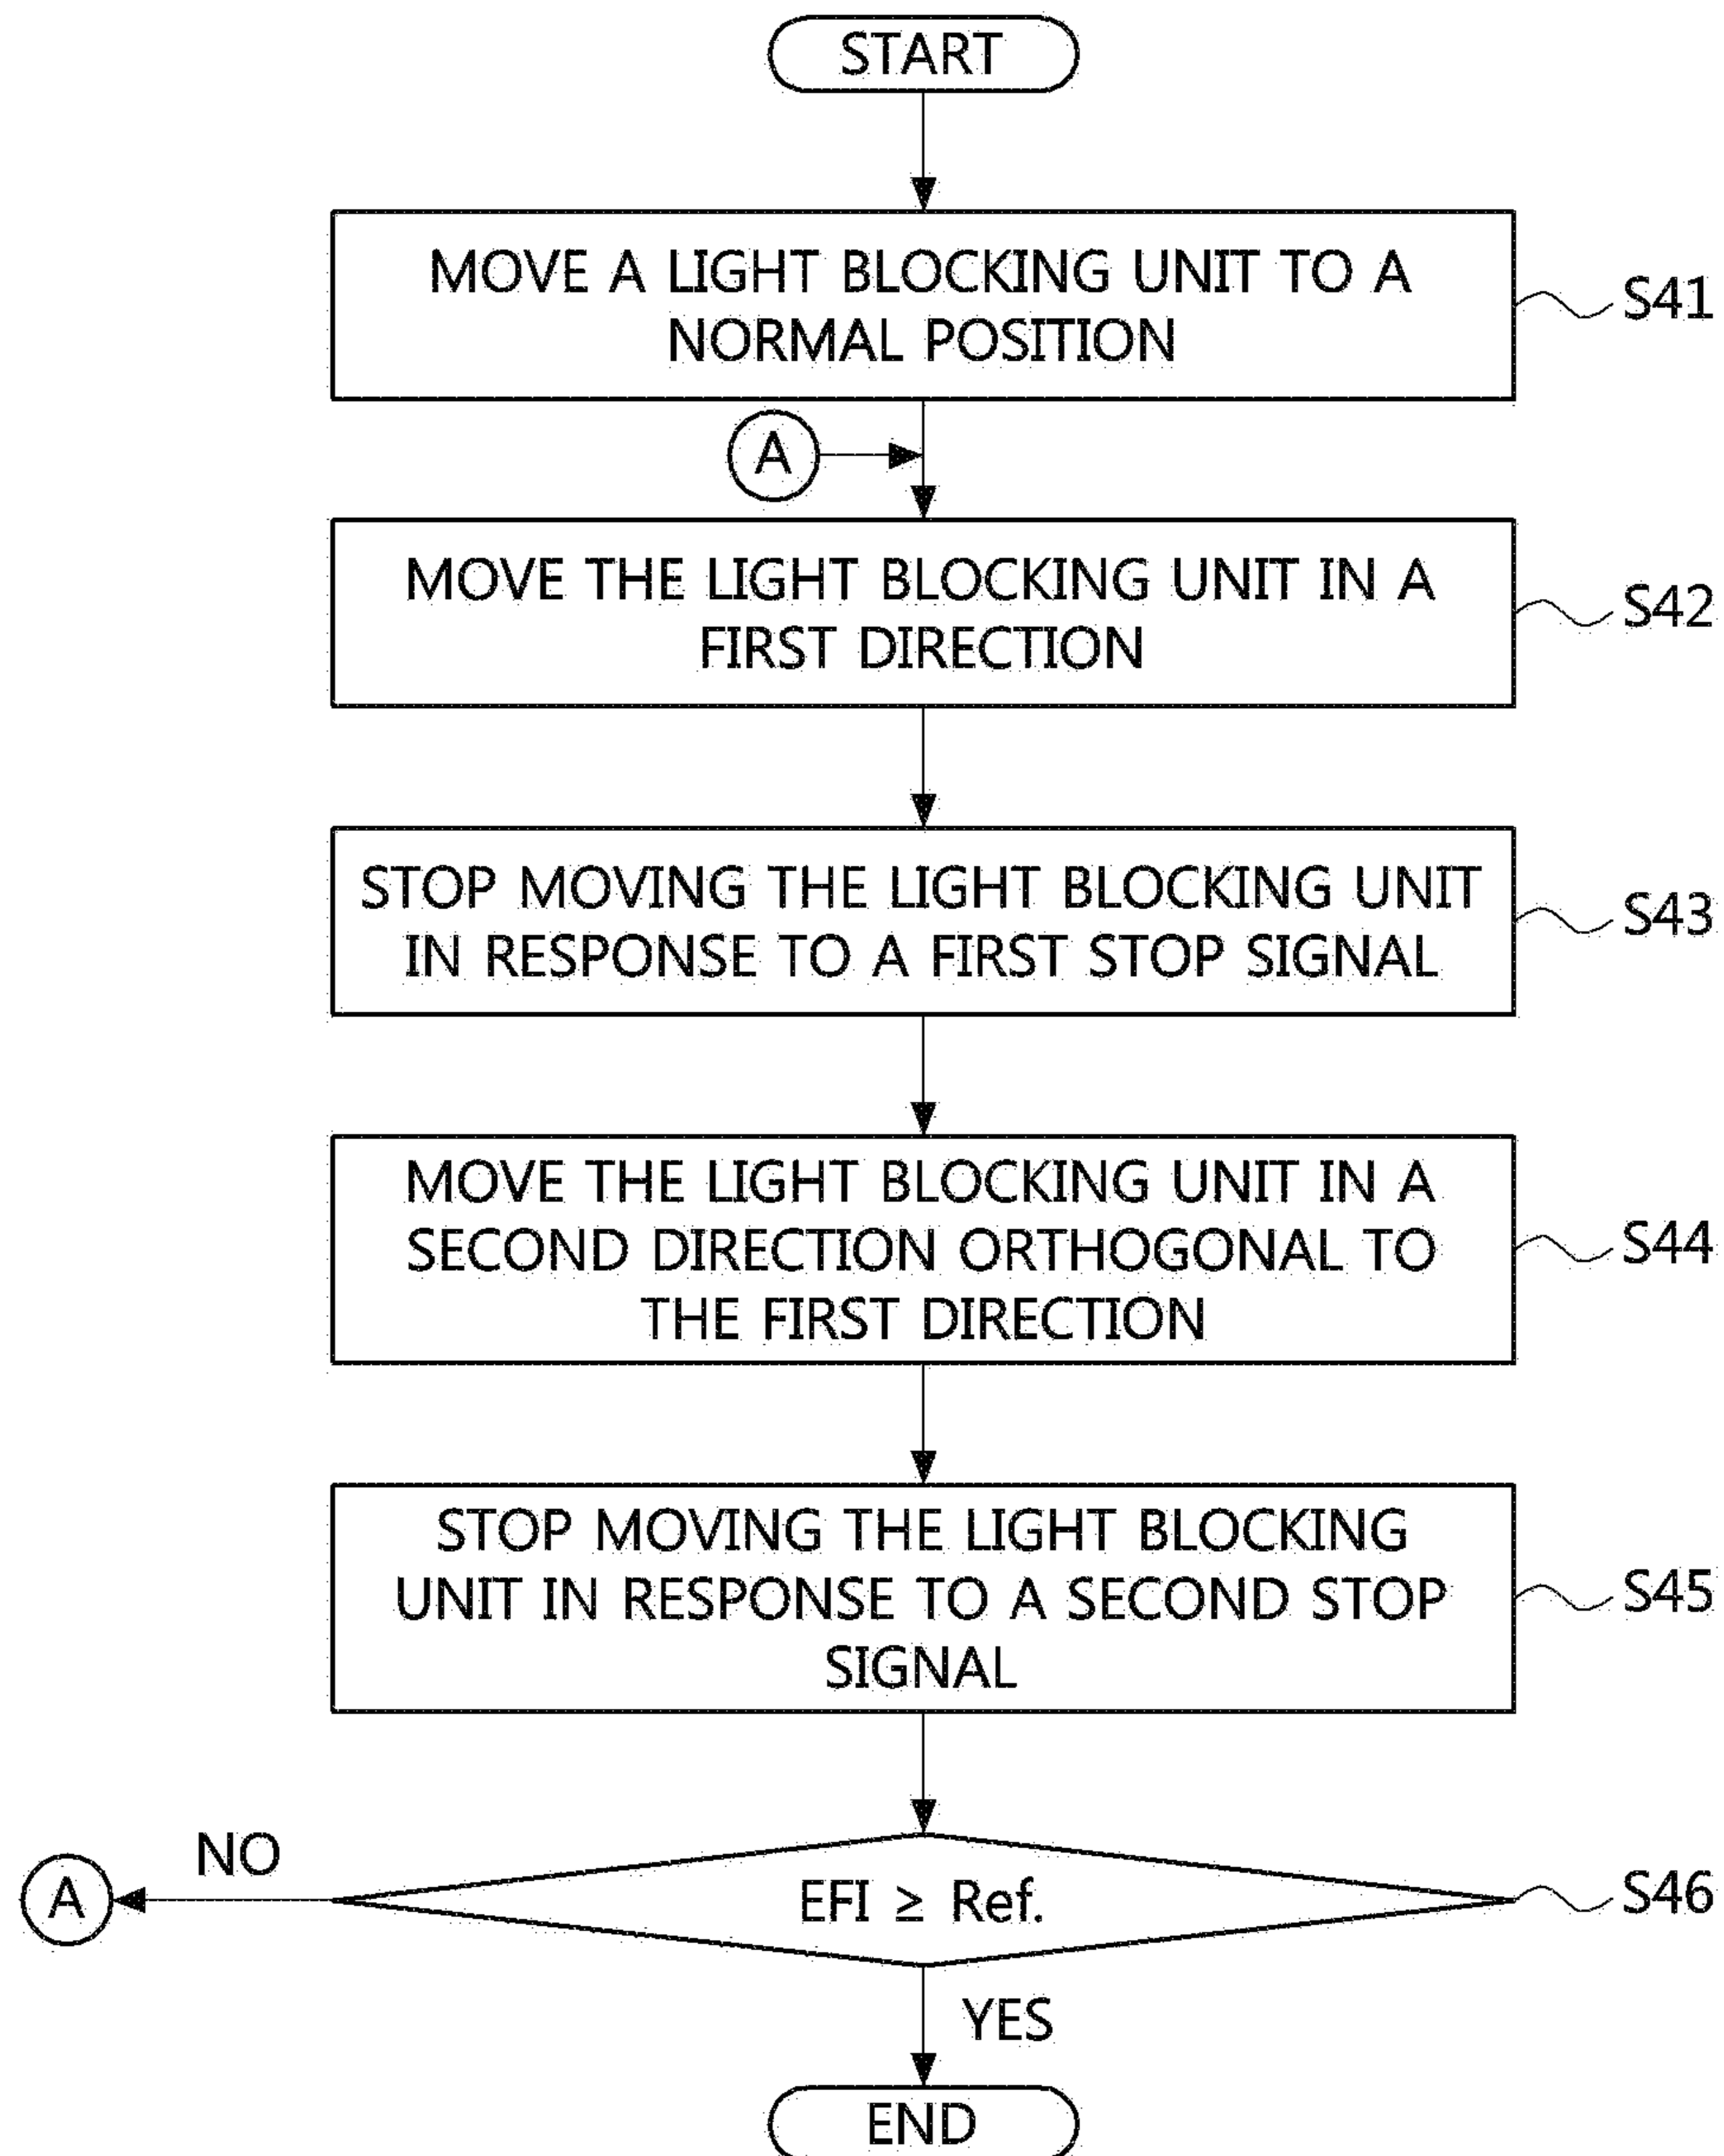 START
MOVE A LIGHT BLOCKING UNIT TO A
NORMAL POSITION
S41
A
MOVE THE LIGHT BLOCKING UNIT IN A
FIRST DIRECTION
S42
STOP MOVING THE LIGHT BLOCKING UNIT
IN RESPONSE TO A FIRST STOP SIGNAL
S43
MOVE THE LIGHT BLOCKING UNIT IN A
SECOND DIRECTION ORTHOGONAL TO
THE FIRST DIRECTION
S44
STOP MOVING THE LIGHT BLOCKING
UNIT IN RESPONSE TO A SECOND STOP
SIGNAL
S45
NO
A
EFI ≥ Ref.
S46
YES
END